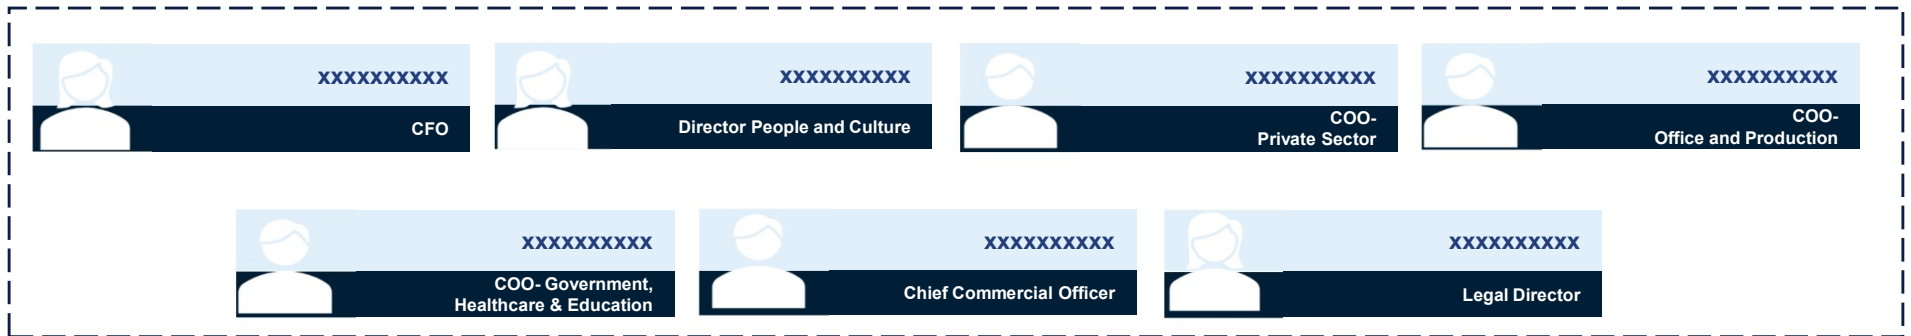 xxxxxxxxxx
CFO
xxxxxxxxxx
Director People and Culture
xxxxxxxxxx
COO-
Private Sector
xxxxxxxxxx
COO-
Office and Production
xxxxxxxxxx
COO- Government,
Healthcare & Education
xxxxxxxxxx
Chief Commercial Officer
xxxxxxxxxx
Legal Director